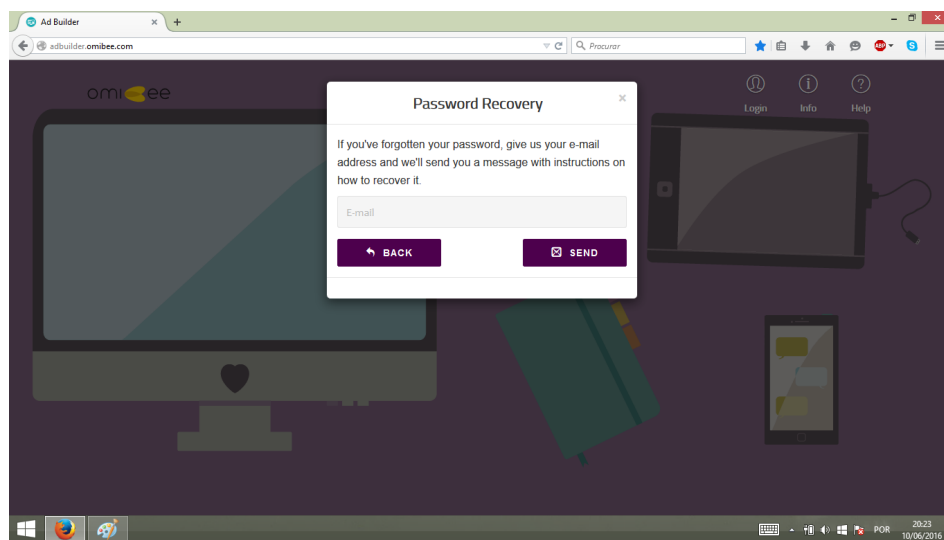 Ad Builder
adbuilder.omibee.com
Procurar
ABP
omibee
Login
Info
Help
Password Recovery
If you've forgotten your password, give us your e-mail
address and we'll send you a message with instructions on
how to recover it.
E-mail
BACK
SEND
POR
20:23
10/06/2016